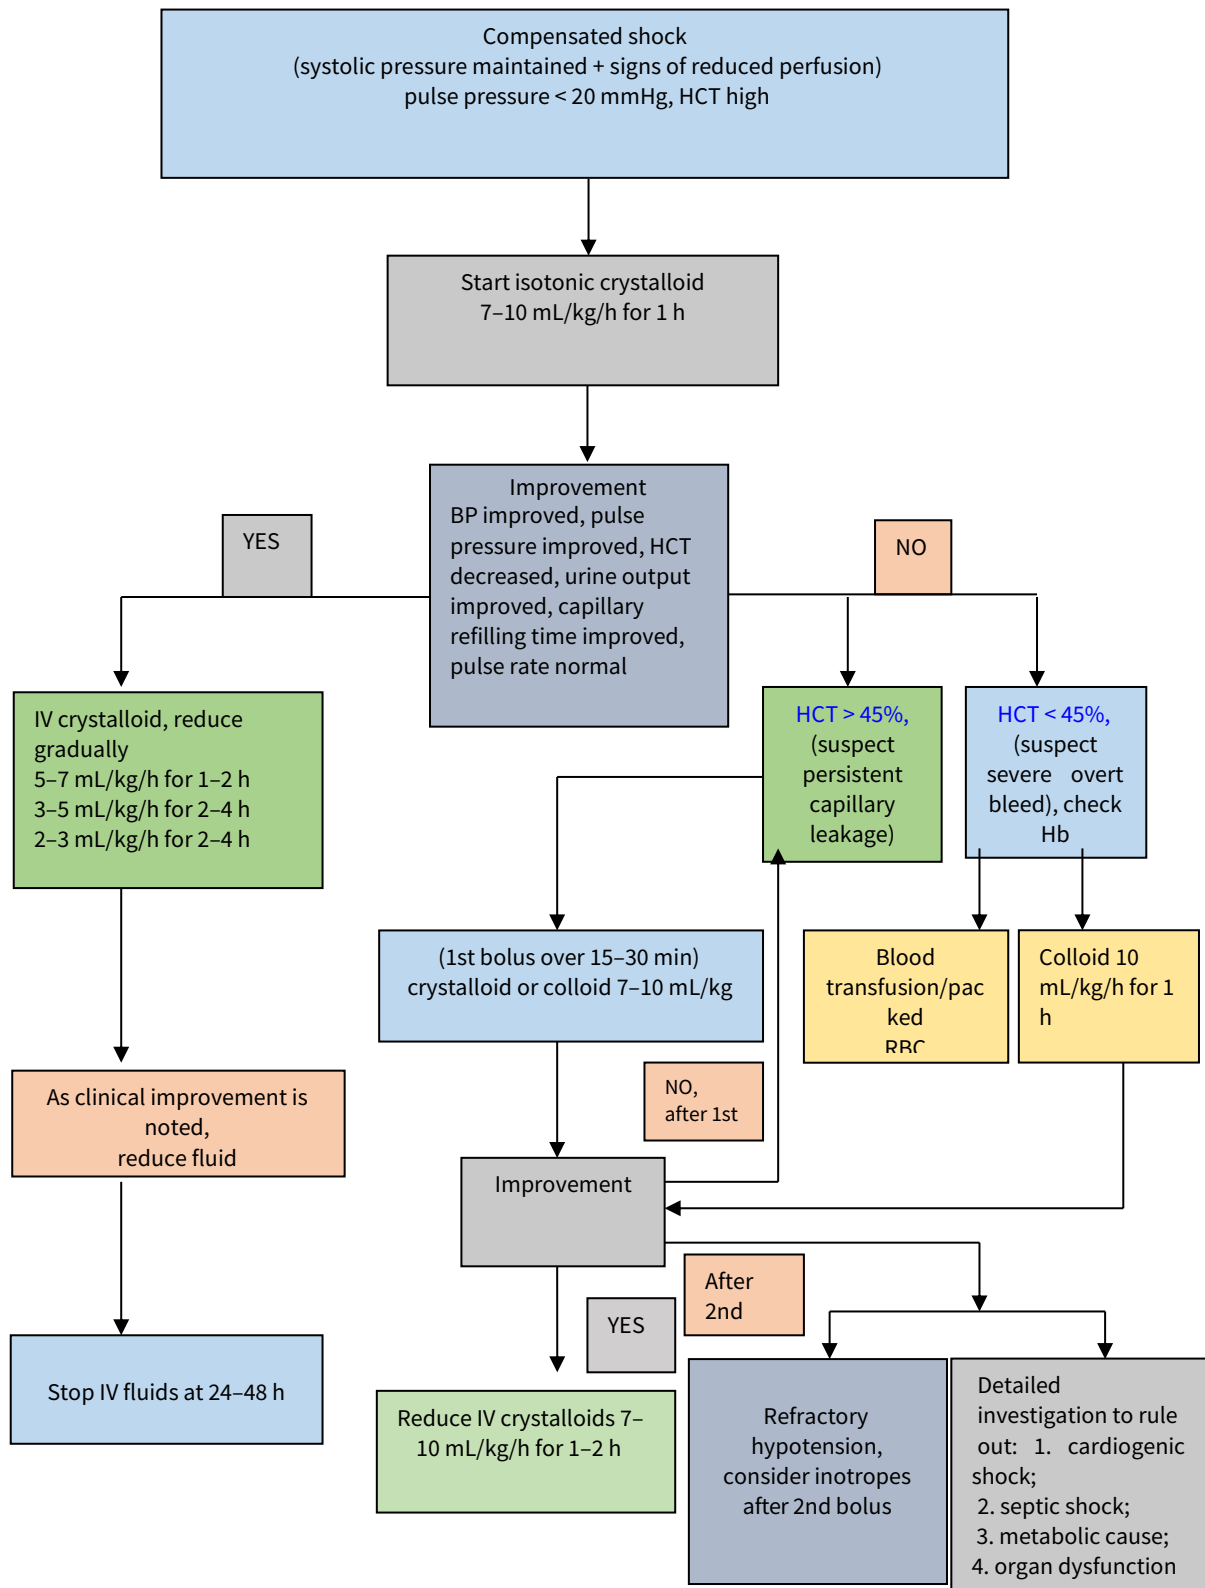 Compensated shock
(systolic pressure maintained + signs of reduced perfusion)
pulse pressure < 20 mmHg, HCT high
Start isotonic crystalloid
7–10 mL/kg/h for 1 h
Improvement
BP improved, pulse
pressure improved, HCT
decreased, urine output
improved, capillary
refilling time improved,
pulse rate normal
YES
NO
IV crystalloid, reduce
gradually
5–7 mL/kg/h for 1–2 h
3–5 mL/kg/h for 2–4 h
2–3 mL/kg/h for 2–4 h
HCT > 45%,
(suspect
persistent
capillary
leakage)
HCT < 45%,
(suspect
severe overt
bleed), check
Hb
(1st bolus over 15–30 min)
crystalloid or colloid 7–10 mL/kg
Blood
transfusion/pac
ked
RBC
Colloid 10
mL/kg/h for 1
h
As clinical improvement is
noted,
reduce fluid
NO,
after 1st
Improvement
After
2nd
YES
Stop IV fluids at 24–48 h
Reduce IV crystalloids 7–
10 mL/kg/h for 1–2 h
Refractory
hypotension,
consider inotropes
after 2nd bolus
Detailed
investigation to rule
out: 1. cardiogenic
shock;
2. septic shock;
3. metabolic cause;
4. organ dysfunction